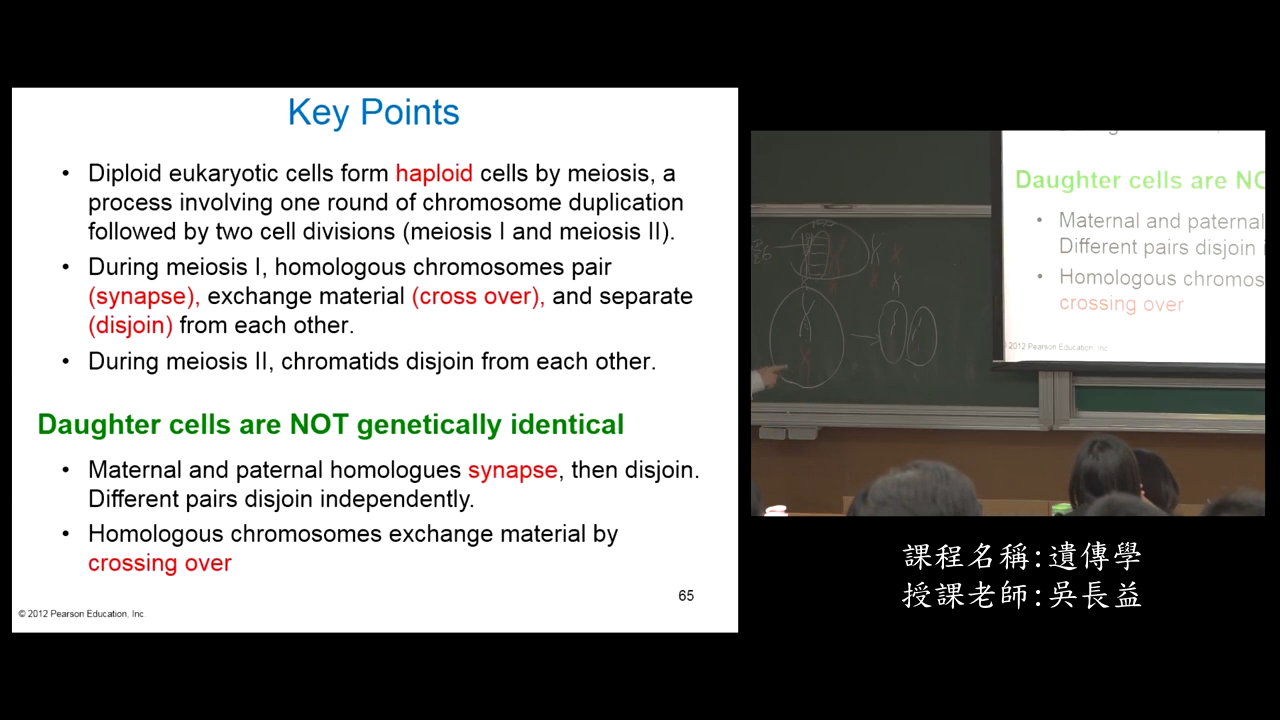 Key Points
• Diploid eukaryotic cells form haploid cells by meiosis, a
process involving one round of chromosome duplication
followed by two cell divisions (meiosis I and meiosis II).
• During meiosis I, homologous chromosomes pair
(synapse), exchange material (cross over), and separate
(disjoin) from each other.
• During meiosis II, chromatids disjoin from each other.
Daughter cells are NOT genetically identical
• Maternal and paternal homologues synapse, then disjoin.
Different pairs disjoin independently.
• Homologous chromosomes exchange material by
crossing over
65
© 2012 Pearson Education, Inc.
Daughter cells are NO
• Maternal and paternal
Different pairs disjoin
• Homologous chromos
crossing over
2012 Pearson Education, Inc
課程名稱:遺傳學
授課老師:吳長益